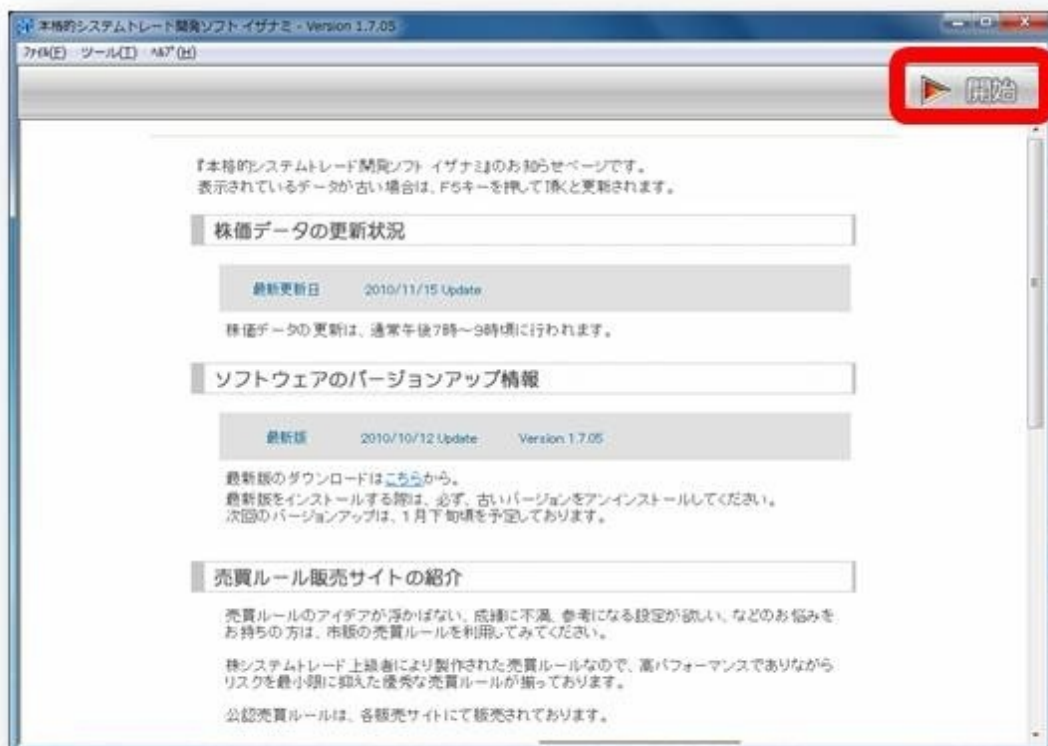 本格的システムトレード開発ソフト イザナミ - Version 1.7.05
ファイル(F) ツール(T) ヘルプ(H)
開始
『本格的システムトレード開発ソフト イザナミ』のお知らせページです。
表示されているデータが古い場合は、F5キーを押して頂くと更新されます。
株価データの更新状況
最新更新日 2010/11/15 Update
株価データの更新は、通常午後7時～9時頃に行われます。
ソフトウェアのバージョンアップ情報
最新版 2010/10/12 Update Version 1.7.05
最新版のダウンロードはこちらから。
最新版をインストールする際は、必ず、古いバージョンをアンインストールしてください。
次回のバージョンアップは、1月下旬頃を予定しております。
売買ルール販売サイトの紹介
売買ルールのアイデアが浮かばない、成績に不満、参考になる設定が欲しい、などのお悩みを
お持ちの方は、市販の売買ルールを利用してみてください。
株システムトレード上級者により製作された売買ルールなので、高パフォーマンスでありながら
リスクを最小限に抑えた優秀な売買ルールが揃っております。
公認売買ルールは、各販売サイトにて販売されております。